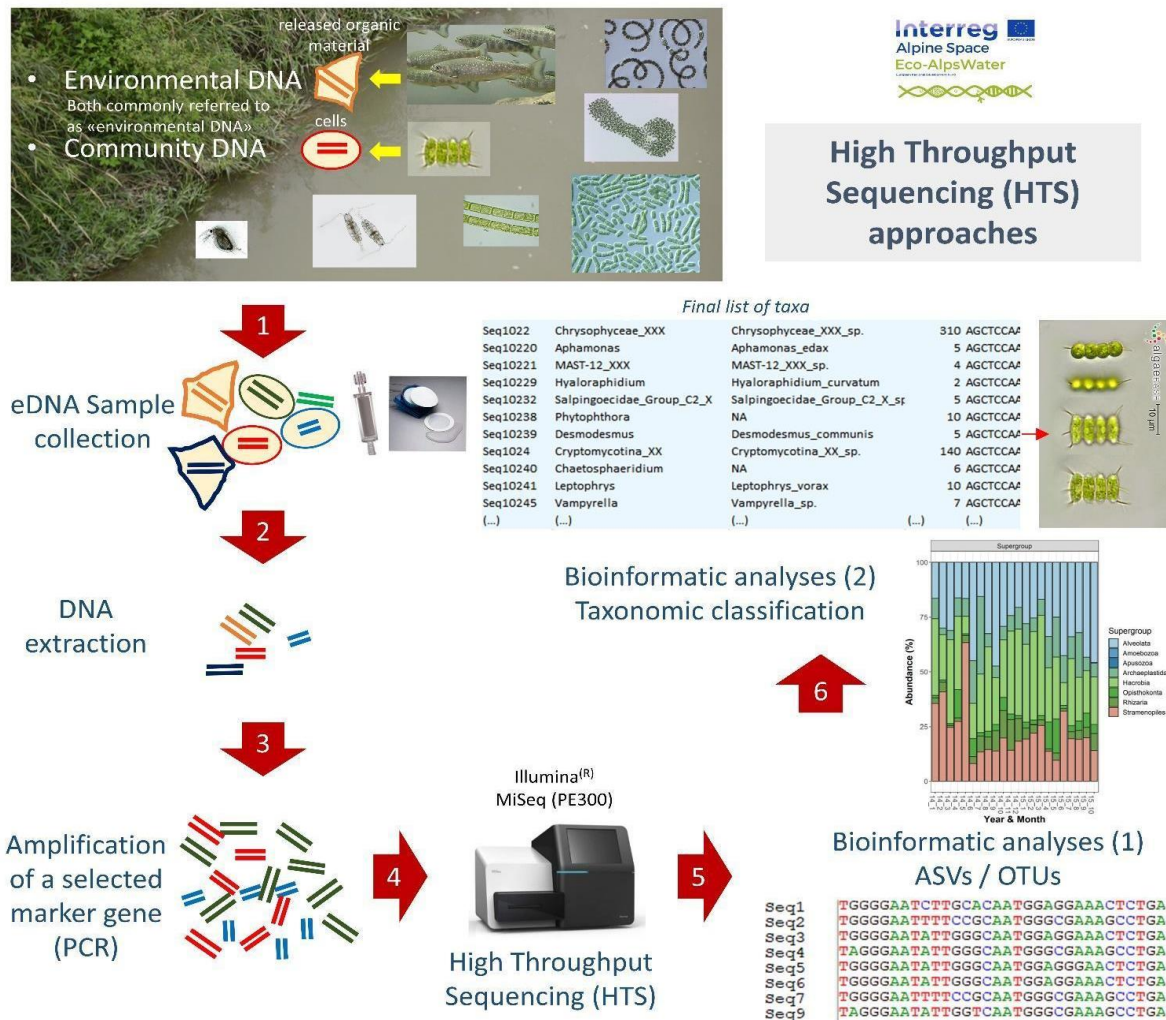 released organic
material
• Environmental DNA
Both commonly referred to
as «environmental DNA»
cells
• Community DNA
Interreg
Alpine Space
Eco-AlpsWater
High Throughput
Sequencing (HTS)
approaches
1
eDNA Sample
collection
2
DNA
extraction
3
Amplification
of a selected
marker gene
(PCR)
4
Illumina(R)
MiSeq (PE300)
High Throughput
Sequencing (HTS)
5
Bioinformatic analyses (1)
ASVs / OTUs
Seq1 TGGGGAATCTTGCACAATGGAGGAAACTCTGA
Seq2 TGGGGAATTTTCCGCAATGGGCGAAAGCCTGA
Seq3 TGGGGAATATTGGGCAATGGAGGAAACTCTGA
Seq4 TAGGGAATATTGGGCAATGGGCGAAAGCCTGA
Seq5 TGGGGAATATTGGGCAATGGAGGGAACTCTGA
Seq6 TGGGGAATATTGGGCAATGGAGGAAACTCTGA
Seq7 TGGGGAATTTTCCGCAATGGGCGAAAGCCTGA
Seq9 TAGGGAATATTGGTCAATGGGCGAAAGCCTGA
6
Bioinformatic analyses (2)
Taxonomic classification
Supergroup
Abundance (%)
100
75
50
25
0
Year & Month
Supergroup
Alveolata
Amoebozoa
Apusozoa
Archaeplastida
Hacrobia
Opisthokonta
Rhizaria
Stramenopiles
Final list of taxa
Seq1022 Chrysophyceae_XXX Chrysophyceae_XXX_sp. 310 AGCTCCAA
Seq10220 Aphamonas Aphamonas_edax 5 AGCTCCAA
Seq10221 MAST-12_XXX MAST-12_XXX_sp. 4 AGCTCCAA
Seq10229 Hyaloraphidium Hyaloraphidium_curvatum 2 AGCTCCAA
Seq10232 Salpingoecidae_Group_C2_X Salpingoecidae_Group_C2_X_sp 5 AGCTCCAA
Seq10238 Phytophthora NA 10 AGCTCCAA
Seq10239 Desmodesmus Desmodesmus_communis 5 AGCTCCAA
Seq1024 Cryptomycotina_XX Cryptomycotina_XX_sp. 140 AGCTCCAA
Seq10240 Chaetosphaeridium NA 6 AGCTCCAA
Seq10241 Leptophrys Leptophrys_vorax 10 AGCTCCAA
Seq10245 Vampyrella Vampyrella_sp. 7 AGCTCCAA
(...) (...) (...) (...) (...)
algaebase
10 µm